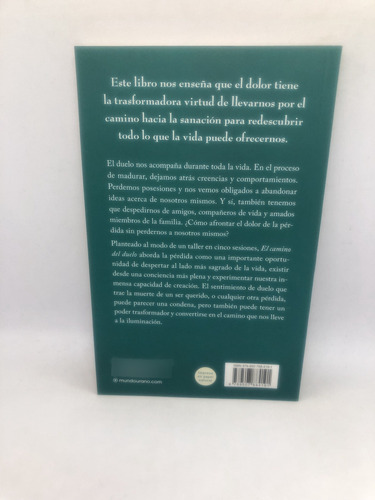 Este libro nos enseña que el dolor tiene
la trasformadora virtud de llevarnos por el
camino hacia la sanación para redescubrir
todo lo que la vida puede ofrecernos.
El duelo nos acompaña durante toda la vida. En el proceso
de madurar, dejamos atrás creencias y comportamientos.
Perdemos posesiones y nos vemos obligados a abandonar
ideas acerca de nosotros mismos. Y sí, también tenemos
que despedirnos de amigos, compañeros de vida y amados
miembros de la familia. ¿Cómo afrontar el dolor de la pér-
dida sin perdernos a nosotros mismos?
Planteado al modo de un taller en cinco sesiones, El camino
del duelo aborda la pérdida como una importante oportuni-
dad de despertar al lado más sagrado de la vida, existir
desde una conciencia más plena y experimentar nuestra in-
mensa capacidad de creación. El sentimiento de duelo que
trae la muerte de un ser querido, o cualquier otra pérdida,
puede parecer una condena, pero también puede tener un
poder trasformador y convertirse en el camino que nos lleve
a la iluminación.
mundourano.com